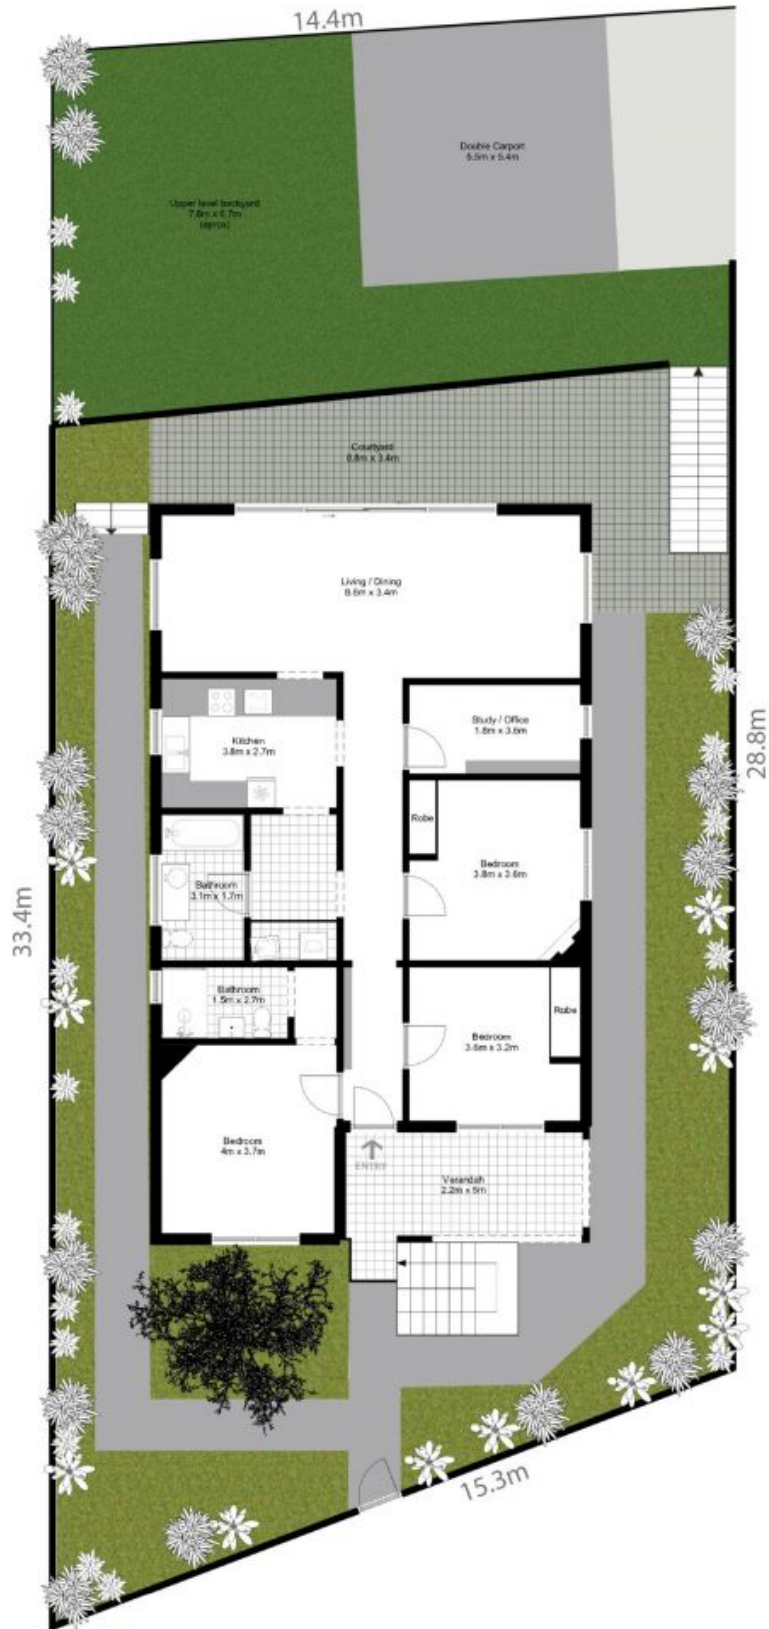 14.4m
Double Carport
5.5m x 5.4m
Upper level backyard
7.8m x 6.7m
(aprox)
Courtyard
8.8m x 3.4m
Living / Dining
8.8m x 3.4m
Kitchen
3.8m x 2.7m
Study / Office
1.8m x 3.6m
Robe
Bedroom
3.8m x 3.6m
Bathroom
3.1m x 1.7m
28.8m
33.4m
Bathroom
1.5m x 2.7m
Robe
Bedroom
3.6m x 3.2m
Bedroom
4m x 3.7m
ENTRY
Verandah
2.2m x 5m
15.3m